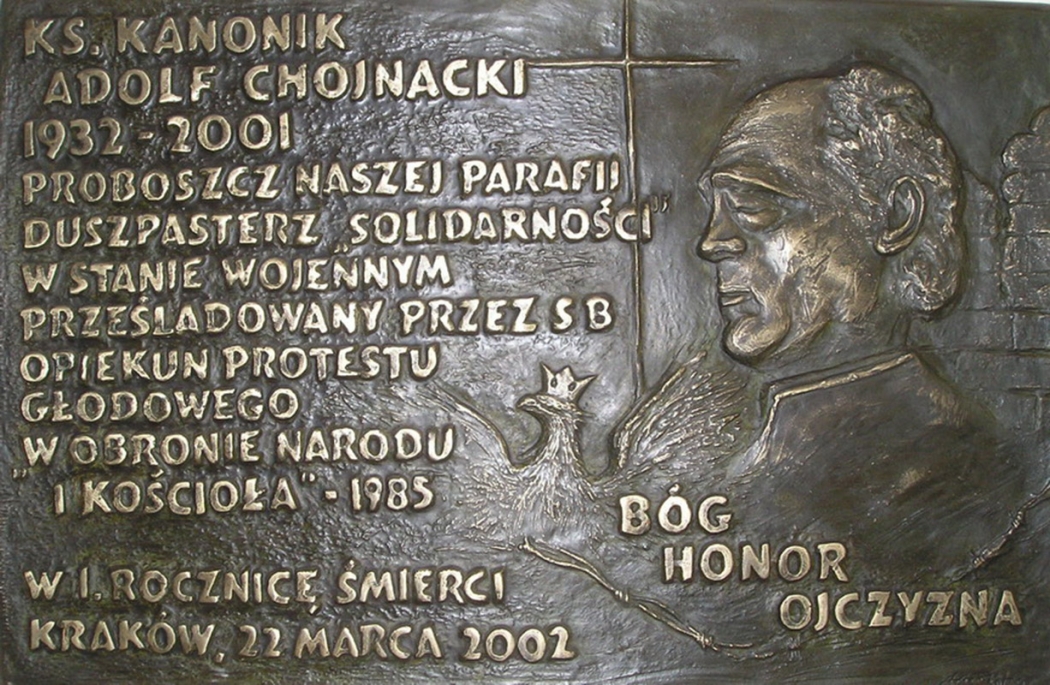 KS. KANONIK
ADOLF CHOJNACKI
1932 - 2001
PROBOSZCZ NASZEJ PARAFII
DUSZPASTERZ „SOLIDARNOŚCI”
W STANIE WOJENNYM
PRZEŚLADOWANY PRZEZ SB
OPIEKUN PROTESTU
GŁODOWEGO
„W OBRONIE NARODU
I KOŚCIOŁA” - 1985
W I. ROCZNICĘ ŚMIERCI
KRAKÓW, 22 MARCA 2002
BÓG
HONOR
OJCZYZNA